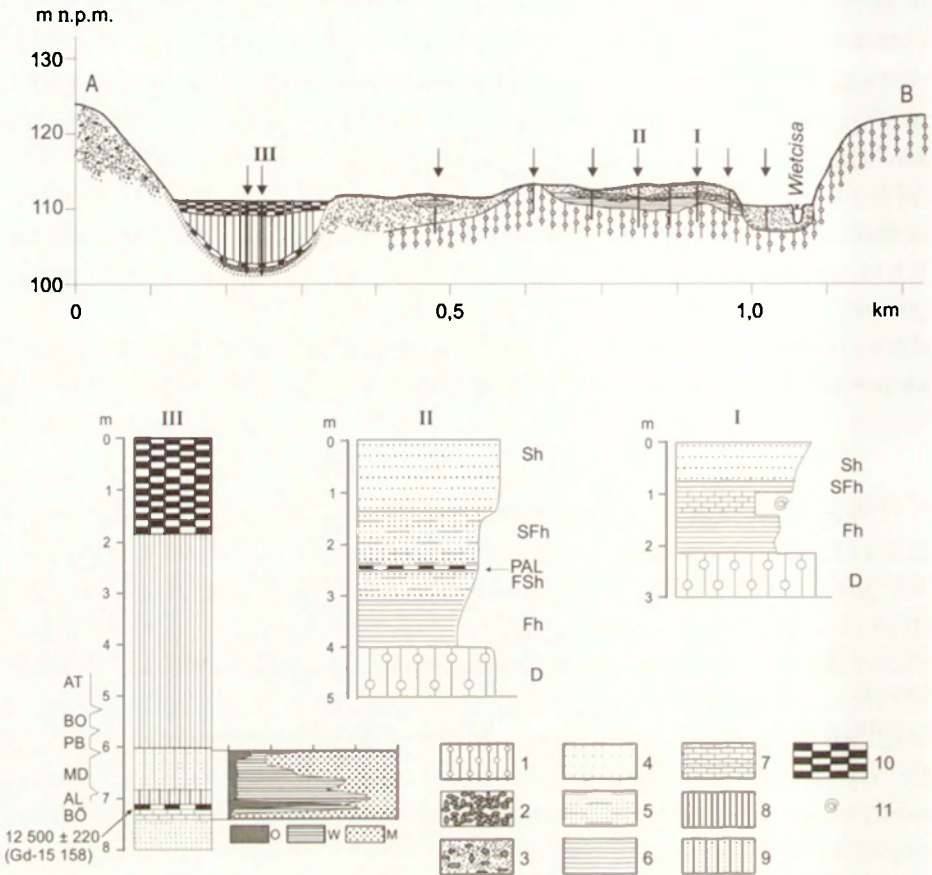 m n.p.m.
130
120
110
100
A
B
III
II
I
Wietcisa
0
0,5
1,0
km
m
III
0
1
2
3
4
5
6
7
8
AT
BO
PB
MD
AL
BO
12 500 ± 220
(Gd-15 158)
O
W
M
m
II
0
1
2
3
4
5
Sh
SFh
PAL
FSh
Fh
D
m
I
0
1
2
3
Sh
SFh
Fh
D
1
2
3
4
5
6
7
8
9
10
11